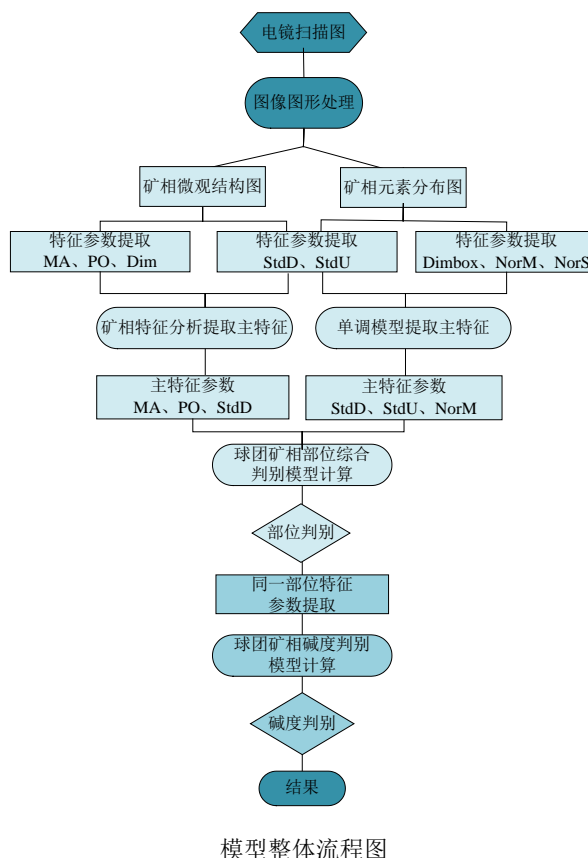 电镜扫描图
图像图形处理
矿相微观结构图
矿相元素分布图
特征参数提取
MA、PO、Dim
特征参数提取
StdD、StdU
特征参数提取
Dimbox、NorM、NorS
矿相特征分析提取主特征
单调模型提取主特征
主特征参数
MA、PO、StdD
主特征参数
StdD、StdU、NorM
球团矿相部位综合
判别模型计算
部位判别
同一部位特征
参数提取
球团矿相碱度判别
模型计算
碱度判别
结果
模型整体流程图